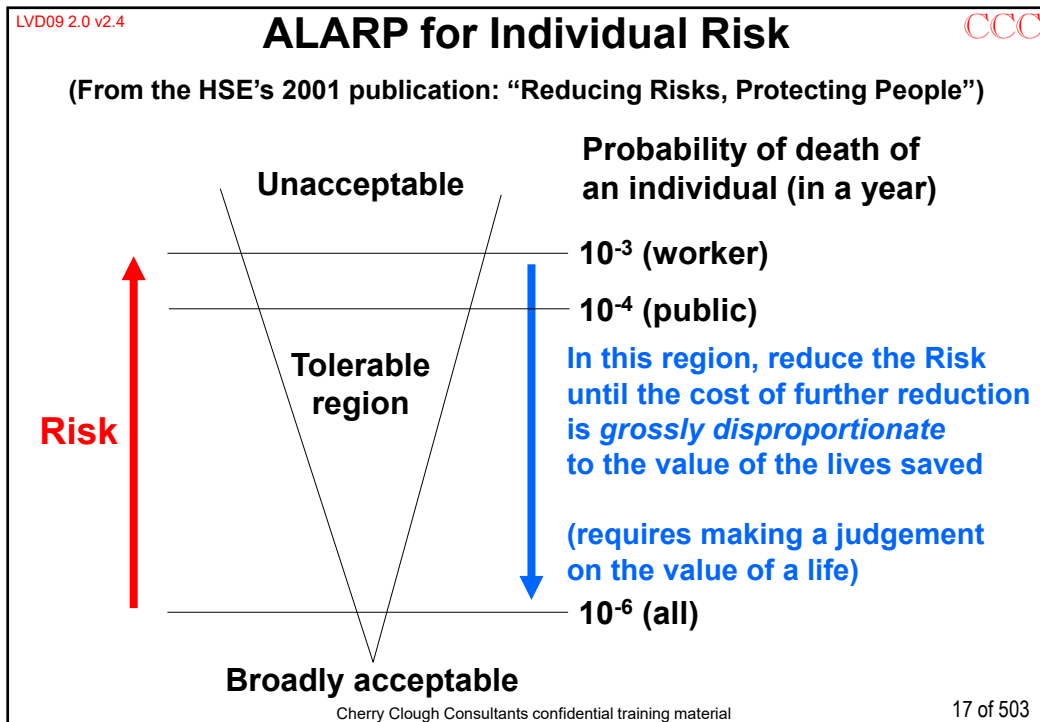 LVD09 2.0 v2.4
ALARP for Individual Risk
CCC
(From the HSE's 2001 publication: “Reducing Risks, Protecting People”)
Probability of death of
an individual (in a year)
Unacceptable
10⁻³ (worker)
10⁻⁴ (public)
Tolerable
region
In this region, reduce the Risk
until the cost of further reduction
is grossly disproportionate
to the value of the lives saved
Risk
(requires making a judgement
on the value of a life)
10⁻⁶ (all)
Broadly acceptable
Cherry Clough Consultants confidential training material
17 of 503